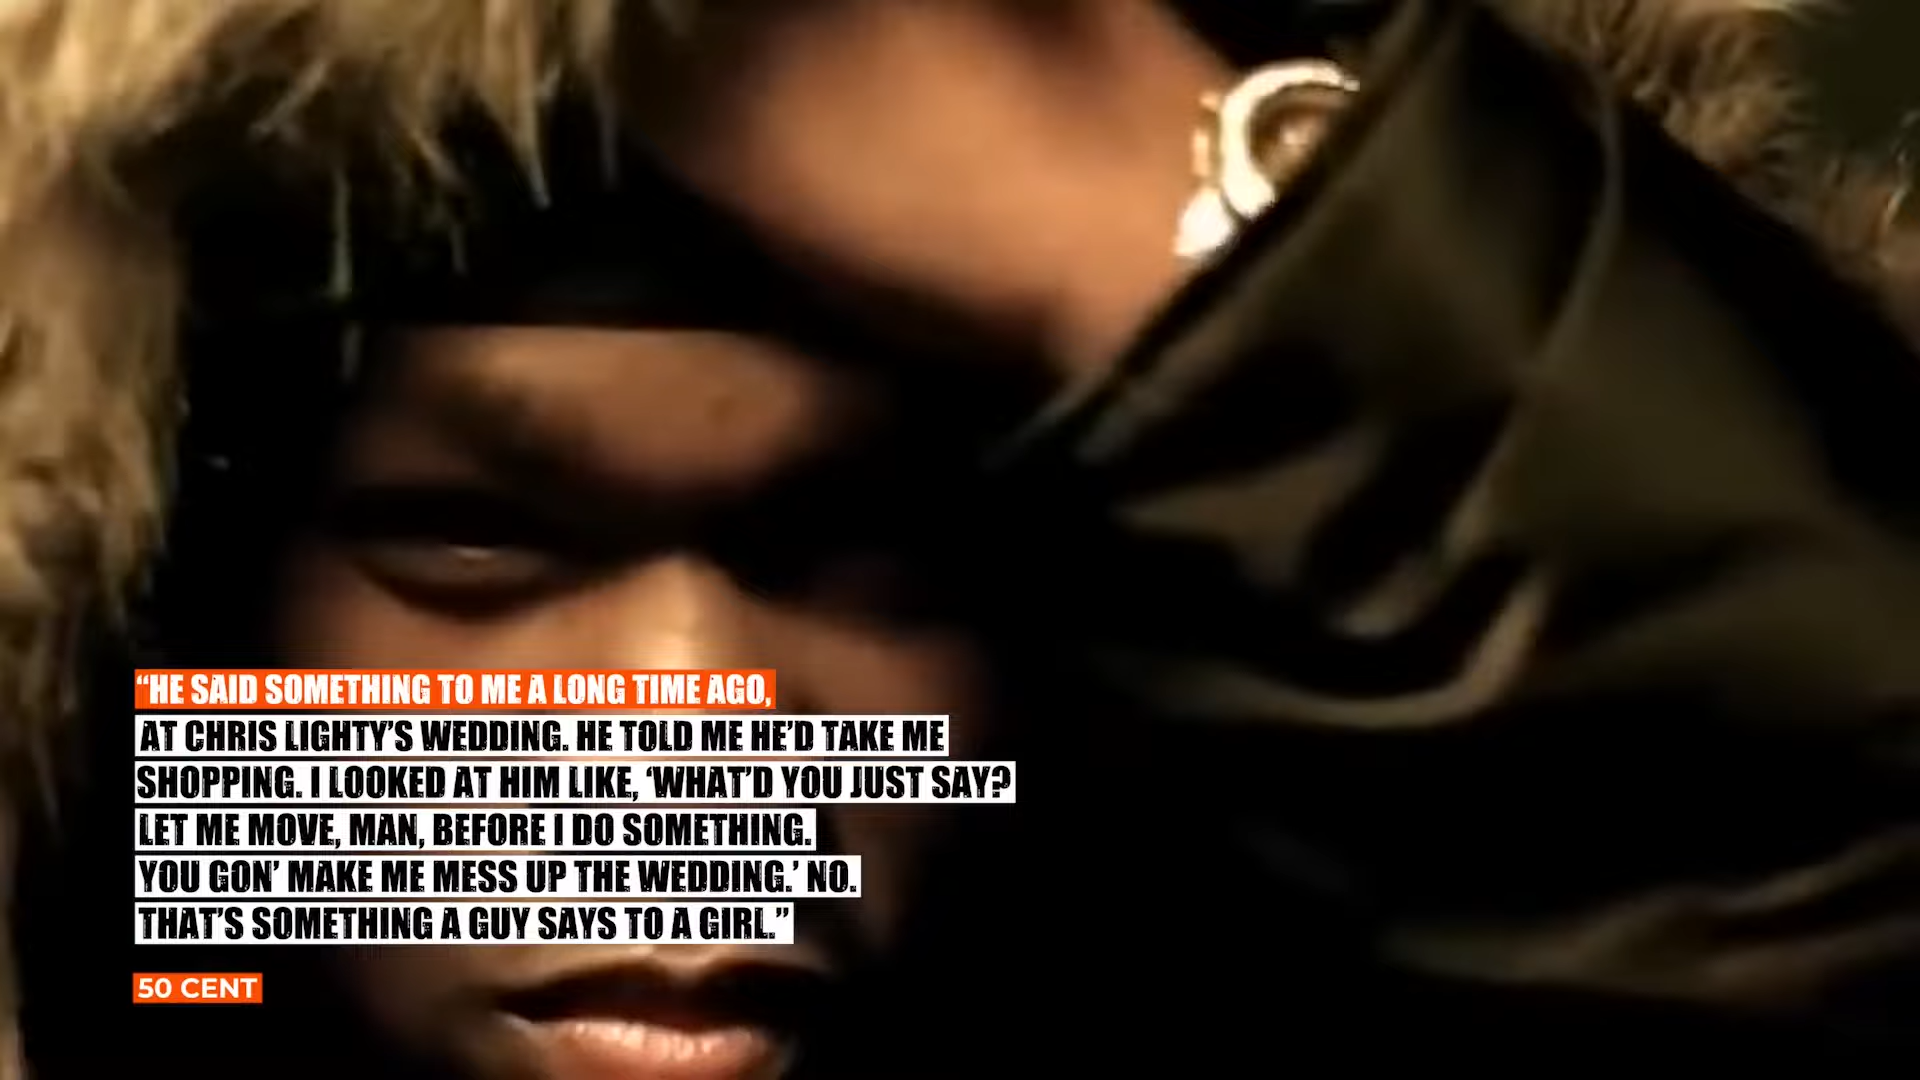 “HE SAID SOMETHING TO ME A LONG TIME AGO,
AT CHRIS LIGHTY’S WEDDING. HE TOLD ME HE’D TAKE ME
SHOPPING. I LOOKED AT HIM LIKE, ‘WHAT’D YOU JUST SAY?
LET ME MOVE, MAN, BEFORE I DO SOMETHING.
YOU GON’ MAKE ME MESS UP THE WEDDING.’ NO.
THAT’S SOMETHING A GUY SAYS TO A GIRL.”
50 CENT